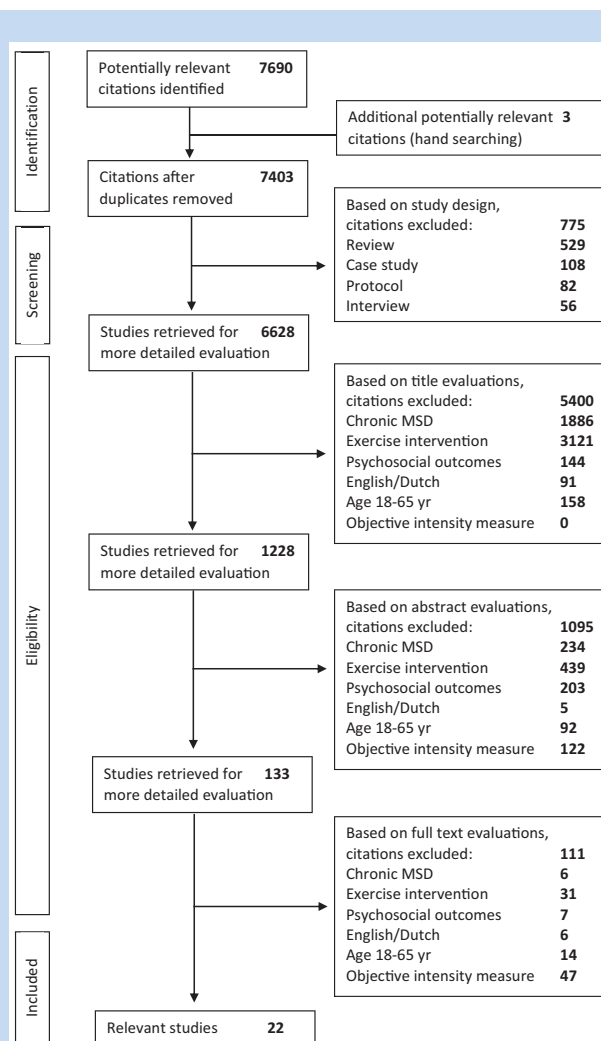 Identification
Potentially relevant 7690
citations identified
Additional potentially relevant 3
citations (hand searching)
Citations after 7403
duplicates removed
Screening
Based on study design,
citations excluded: 775
Review 529
Case study 108
Protocol 82
Interview 56
Studies retrieved for 6628
more detailed evaluation
Eligibility
Based on title evaluations,
citations excluded: 5400
Chronic MSD 1886
Exercise intervention 3121
Psychosocial outcomes 144
English/Dutch 91
Age 18-65 yr 158
Objective intensity measure 0
Studies retrieved for 1228
more detailed evaluation
Based on abstract evaluations,
citations excluded: 1095
Chronic MSD 234
Exercise intervention 439
Psychosocial outcomes 203
English/Dutch 5
Age 18-65 yr 92
Objective intensity measure 122
Studies retrieved for 133
more detailed evaluation
Based on full text evaluations,
citations excluded: 111
Chronic MSD 6
Exercise intervention 31
Psychosocial outcomes 7
English/Dutch 6
Age 18-65 yr 14
Objective intensity measure 47
Included
Relevant studies 22